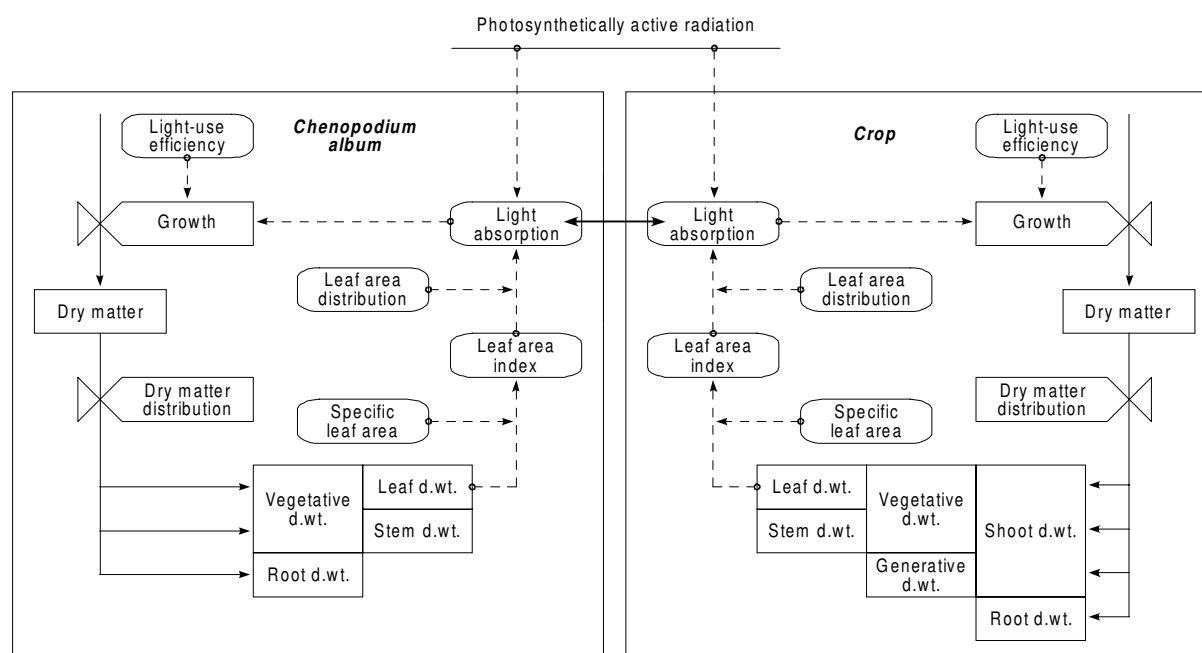 Photosynthetically active radiation
Chenopodium
album
Light-use
efficiency
Growth
Light
absorption
Leaf area
distribution
Dry matter
Leaf area
index
Dry matter
distribution
Specific
leaf area
Vegetative
d.wt.
Leaf d.wt.
Stem d.wt.
Root d.wt.
Crop
Light-use
efficiency
Light
absorption
Growth
Leaf area
distribution
Dry matter
Leaf area
index
Specific
leaf area
Dry matter
distribution
Leaf d.wt.
Stem d.wt.
Vegetative
d.wt.
Generative
d.wt.
Shoot d.wt.
Root d.wt.